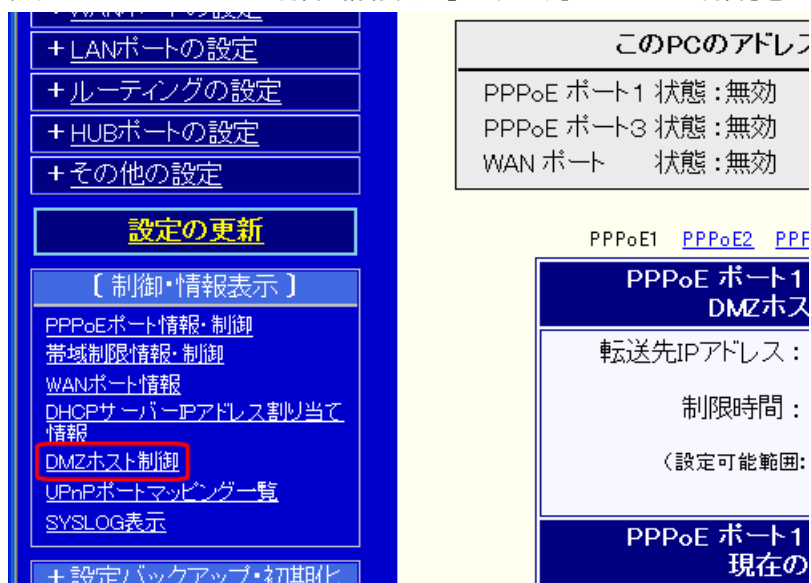 +LANポートの設定
+ルーティングの設定
+HUBポートの設定
+その他の設定
設定の更新
〔制御・情報表示〕
PPPoEポート情報・制御
帯域制限情報・制御
WANポート情報
DHCPサーバーIPアドレス割り当て
情報
DMZホスト制御
UPnPポートマッピング一覧
SYSLOG表示
+設定バックアップ・初期化
このPCのアドレス
PPPoE ポート1 状態：無効
PPPoE ポート3 状態：無効
WAN ポート 状態：無効
PPPoE1 PPPoE2 PPP
PPPoE ポート1
DMZホス
転送先IPアドレス：
制限時間：
（設定可能範囲:
PPPoE ポート1
現在の